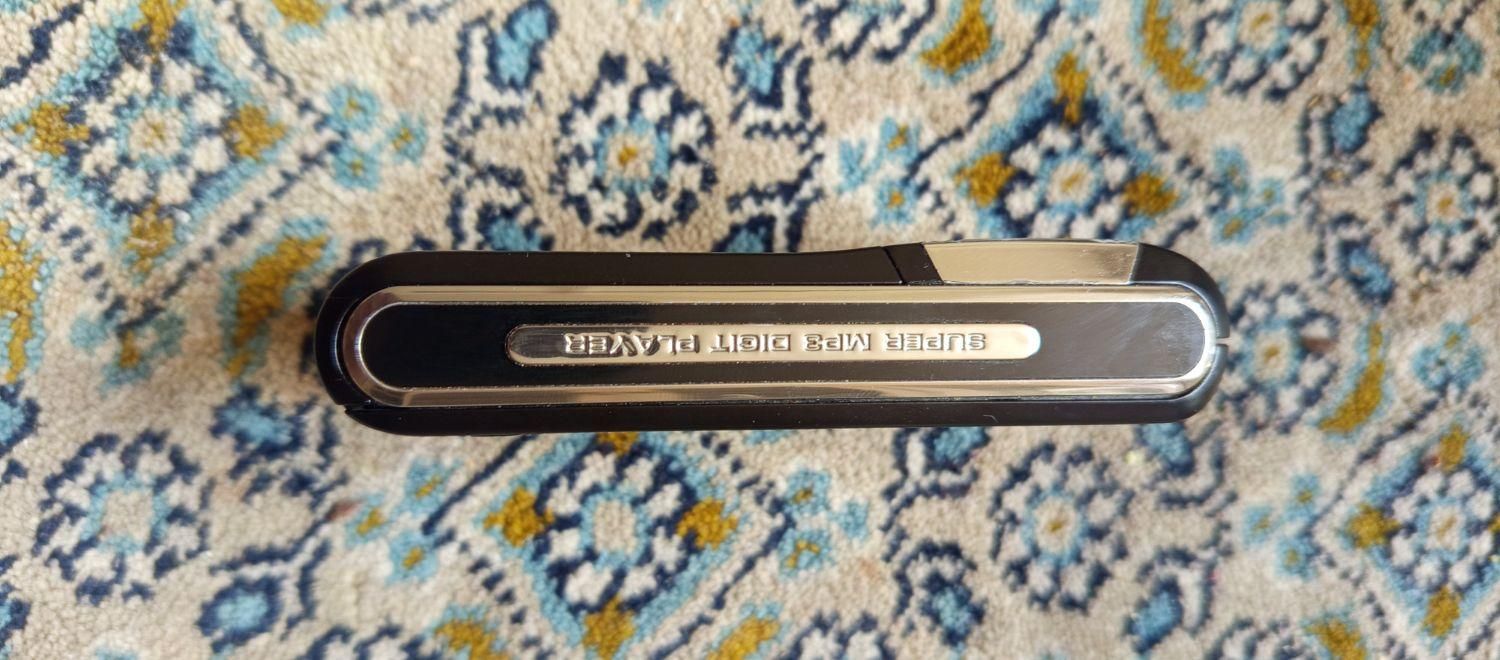 SUPER MP3 DIGIT PLAYER